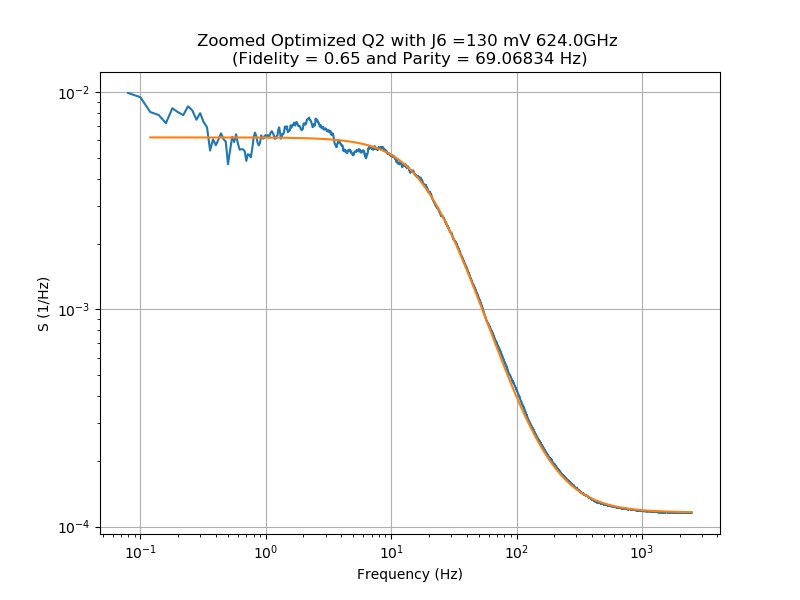 Zoomed Optimized Q2 with J6 =130 mV 624.0GHz
(Fidelity = 0.65 and Parity = 69.06834 Hz)
10⁻²
10⁻³
10⁻⁴
S (1/Hz)
10⁻¹ 10⁰ 10¹ 10² 10³
Frequency (Hz)